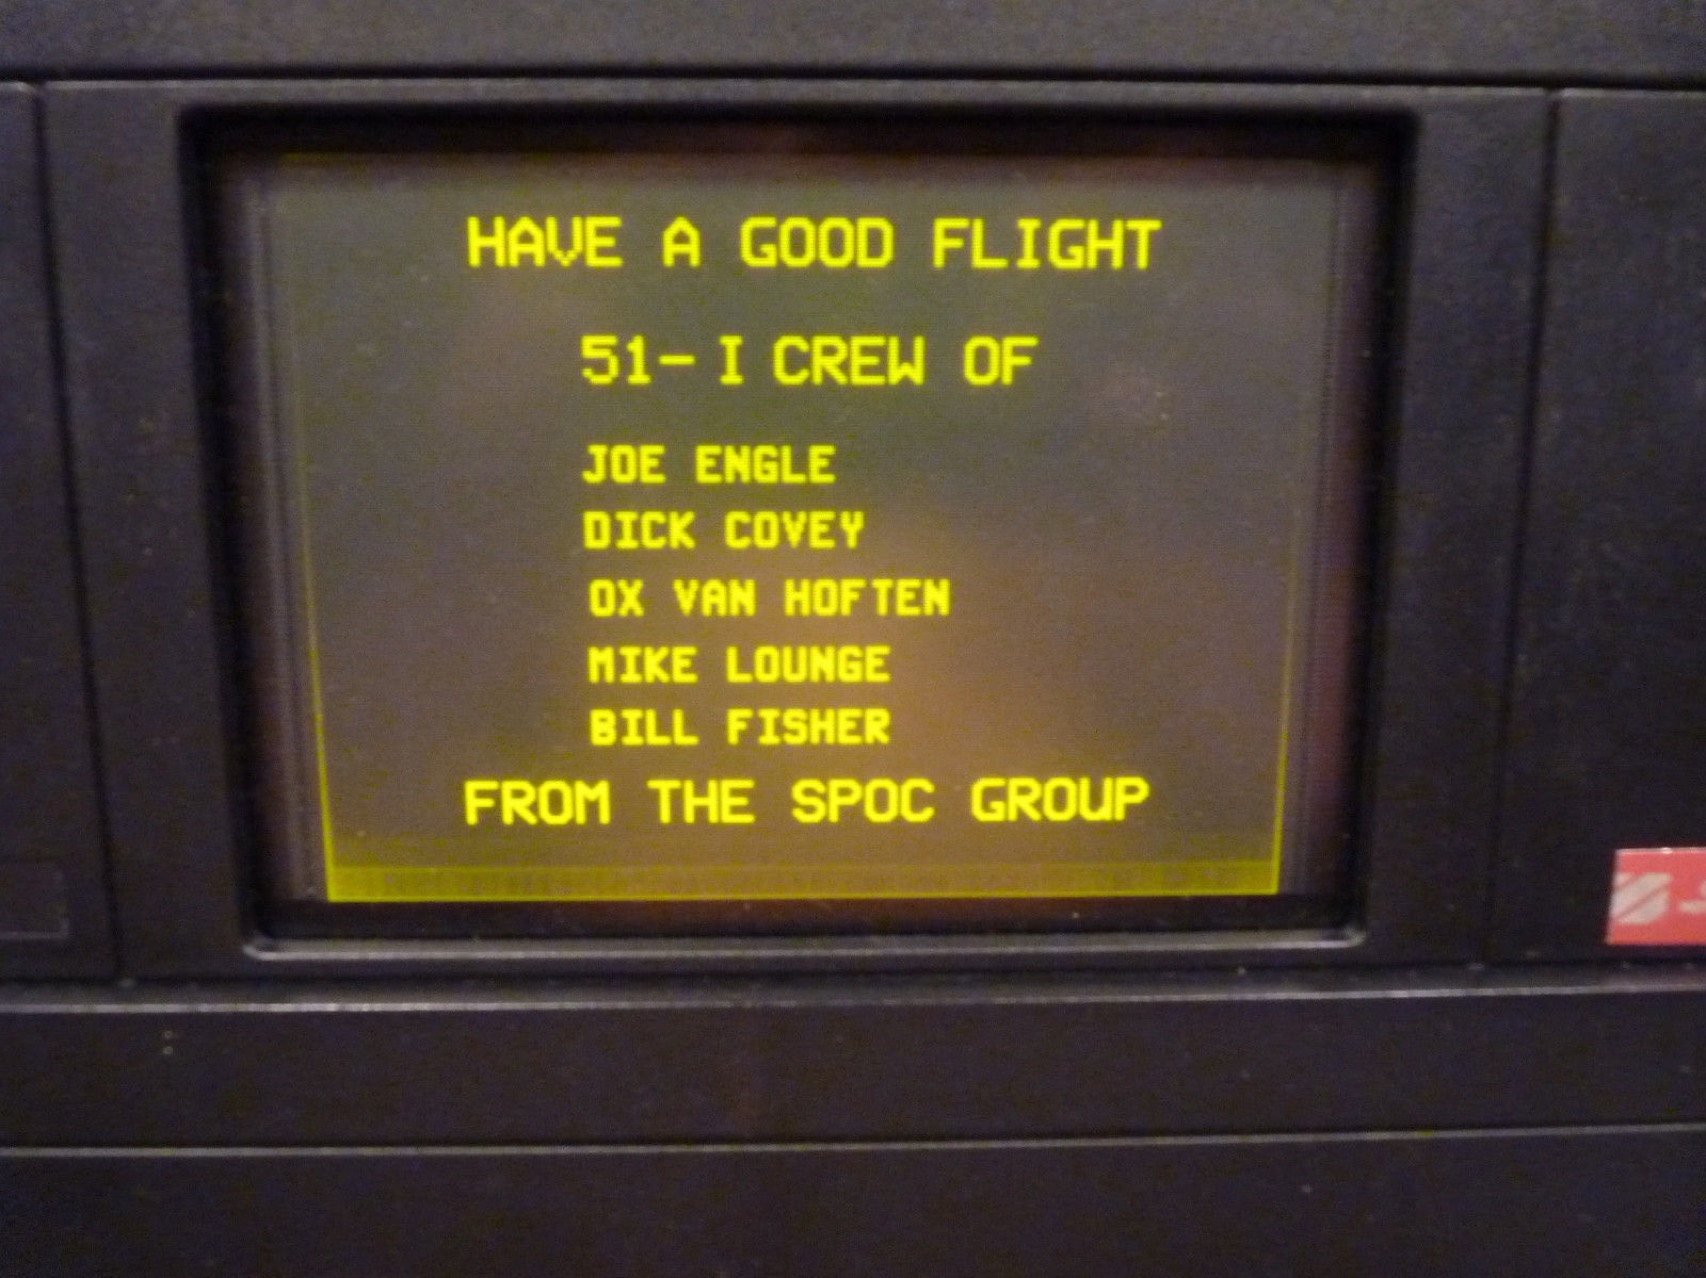 HAVE A GOOD FLIGHT
51-I CREW OF
JOE ENGLE
DICK COVEY
OX VAN HOFTEN
MIKE LOUNGE
BILL FISHER
FROM THE SPOC GROUP